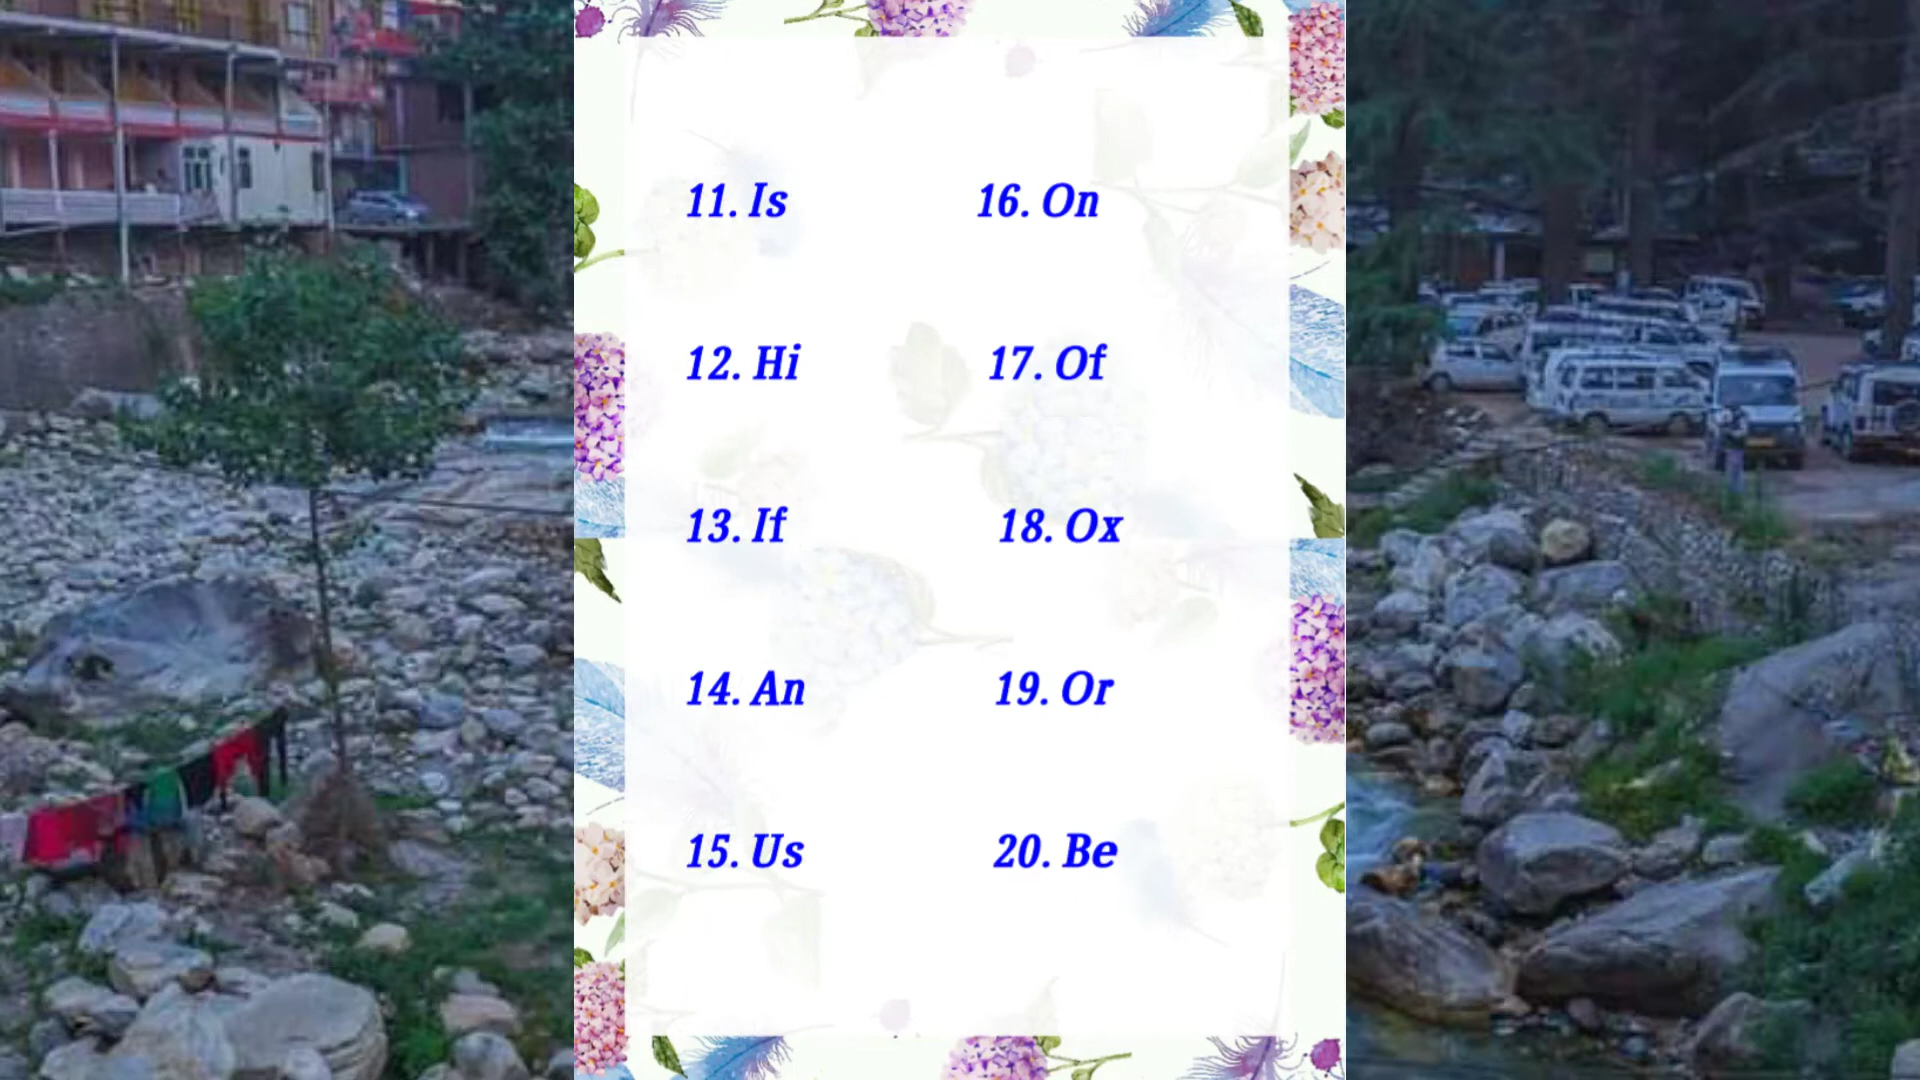 11. Is 16. On
12. Hi 17. Of
13. If 18. Ox
14. An 19. Or
15. Us 20. Be